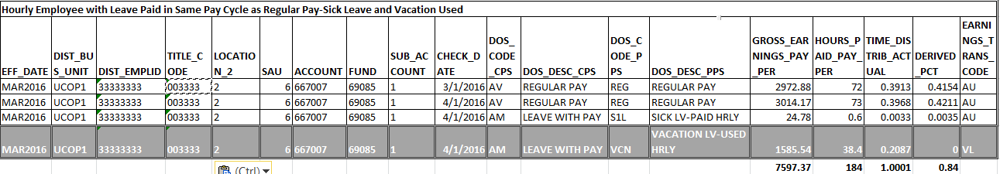 Hourly Employee with Leave Paid in Same Pay Cycle as Regular Pay-Sick Leave and Vacation Used
EFF_DATE DIST_BUS_UNIT DIST_EMPLID TITLE_CODE LOCATION_2 SAU ACCOUNT FUND SUB_ACCOUNT CHECK_DATE DOS_CODE_CPS DOS_DESC_CPS DOS_CODE_PPS DOS_DESC_PPS GROSS_EARNINGS_PAY_PER HOURS_PAID_PAY_PER TIME_DISTRIB_ACTUAL DERIVED_PCT EARNINGS_TRANS_CODE
MAR2016 UCOP1 33333333 003333 2 6 667007 69085 1 3/1/2016 AV REGULAR PAY REG REGULAR PAY 2972.88 72 0.3913 0.4154 AU
MAR2016 UCOP1 33333333 003333 2 6 667007 69085 1 4/1/2016 AV REGULAR PAY REG REGULAR PAY 3014.17 73 0.3968 0.4211 AU
MAR2016 UCOP1 33333333 003333 2 6 667007 69085 1 4/1/2016 AM LEAVE WITH PAY S1L SICK LV-PAID HRLY 24.78 0.6 0.0033 0.0035 AU
MAR2016 UCOP1 33333333 003333 2 6 667007 69085 1 4/1/2016 AM LEAVE WITH PAY VCN VACATION LV-USED HRLY 1585.54 38.4 0.2087 0 VL
7597.37 184 1.0001 0.84
(Ctrl)